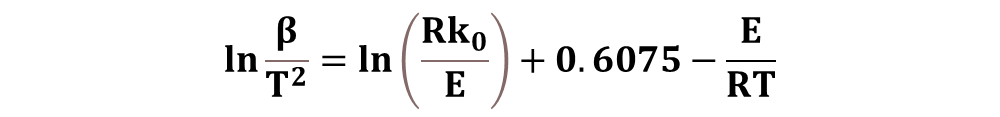 ln β/T² = ln(Rk₀/E) + 0.6075 − E/RT